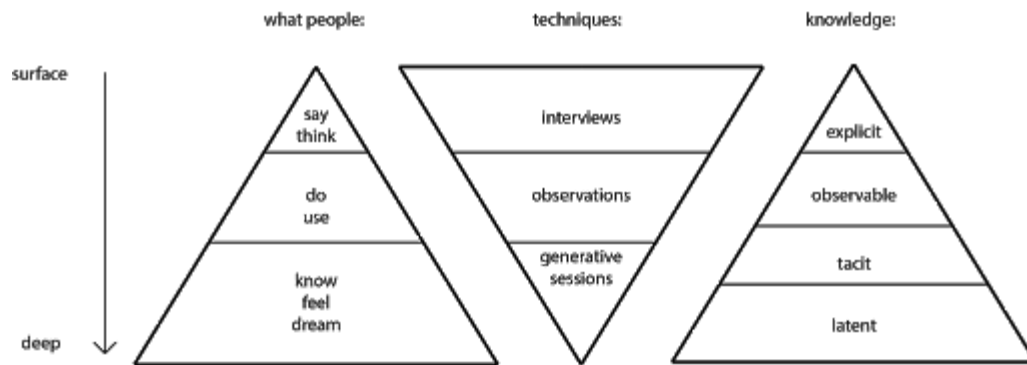 what people:
techniques:
knowledge:
surface
say
think
do
use
know
feel
dream
deep
interviews
observations
generative
sessions
explicit
observable
tacit
latent